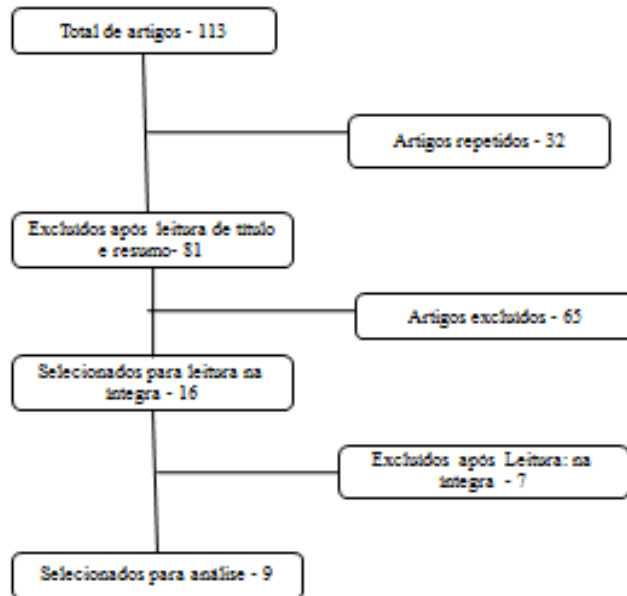 Total de artigos - 113
Artigos repetidos - 32
Excluídos após leitura de título
e resumo- 81
Artigos excluídos - 65
Selecionados para leitura na
íntegra - 16
Excluídos após Leitura: na
íntegra - 7
Selecionados para análise - 9